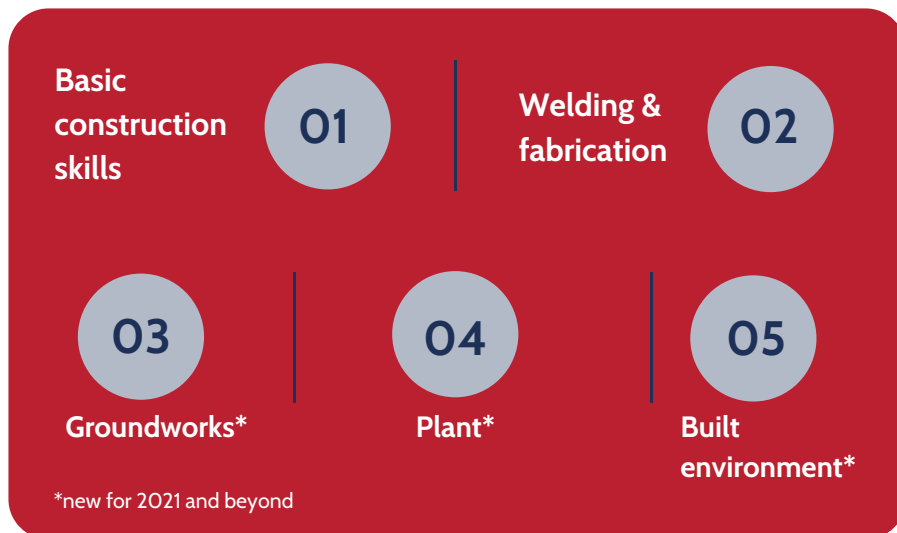 Basic
construction
skills
01
Welding &
fabrication
02
03
Groundworks*
04
Plant*
05
Built
environment*
*new for 2021 and beyond